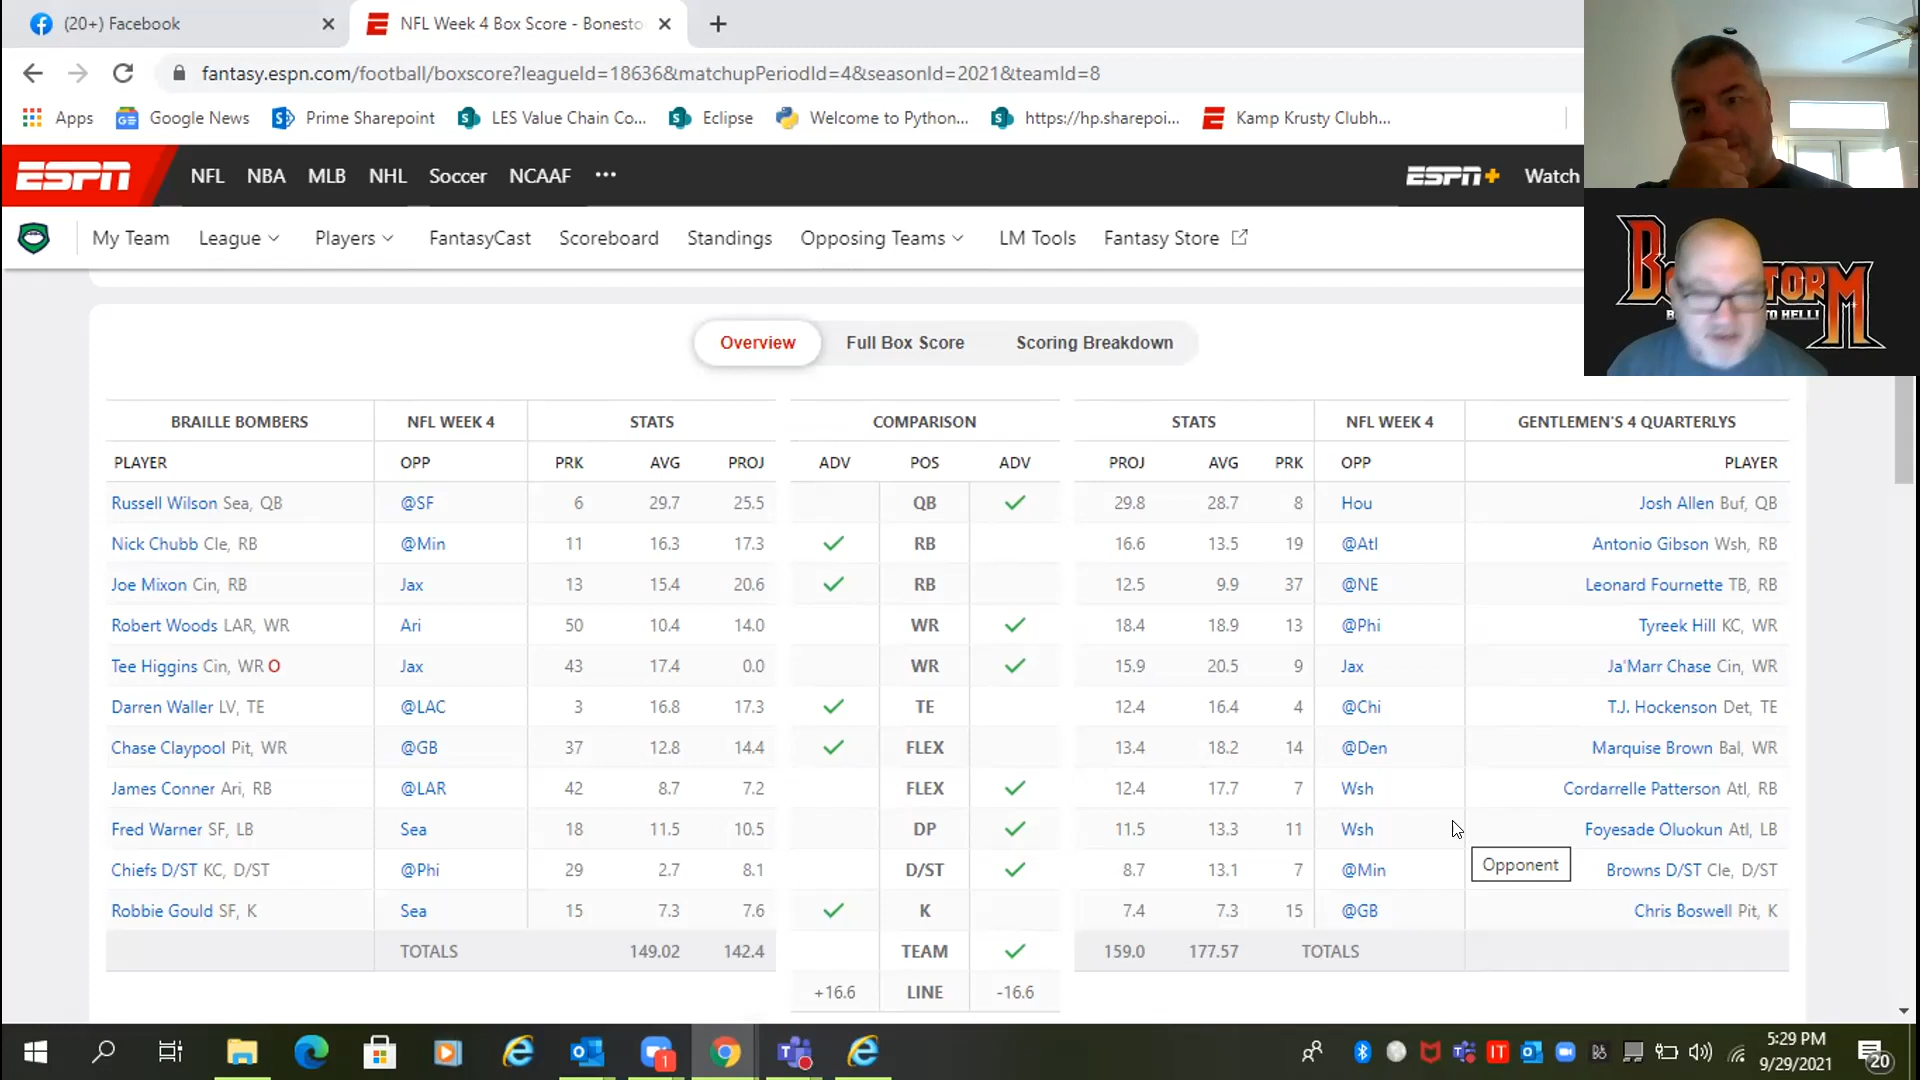 (20+) Facebook
NFL Week 4 Box Score - Bonesto
fantasy.espn.com/football/boxscore?leagueId=18636&matchupPeriodId=4&seasonId=2021&teamId=8
Apps Google News Prime Sharepoint LES Value Chain Co... Eclipse Welcome to Python... https://hp.sharepoi... Kamp Krusty Clubh...
ESPN NFL NBA MLB NHL Soccer NCAAF ••• ESPN+ Watch
My Team League Players FantasyCast Scoreboard Standings Opposing Teams LM Tools Fantasy Store
Overview Full Box Score Scoring Breakdown
BRAILLE BOMBERS NFL WEEK 4 STATS COMPARISON STATS NFL WEEK 4 GENTLEMEN'S 4 QUARTERLYS
PLAYER OPP PRK AVG PROJ ADV POS ADV PROJ AVG PRK OPP PLAYER
Russell Wilson Sea, QB @SF 6 29.7 25.5 QB 29.8 28.7 8 Hou Josh Allen Buf, QB
Nick Chubb Cle, RB @Min 11 16.3 17.3 RB 16.6 13.5 19 @Atl Antonio Gibson Wsh, RB
Joe Mixon Cin, RB Jax 13 15.4 20.6 RB 12.5 9.9 37 @NE Leonard Fournette TB, RB
Robert Woods LAR, WR Ari 50 10.4 14.0 WR 18.4 18.9 13 @Phi Tyreek Hill KC, WR
Tee Higgins Cin, WR O Jax 43 17.4 0.0 WR 15.9 20.5 9 Jax Ja'Marr Chase Cin, WR
Darren Waller LV, TE @LAC 3 16.8 17.3 TE 12.4 16.4 4 @Chi T.J. Hockenson Det, TE
Chase Claypool Pit, WR @GB 37 12.8 14.4 FLEX 13.4 18.2 14 @Den Marquise Brown Bal, WR
James Conner Ari, RB @LAR 42 8.7 7.2 FLEX 12.4 17.7 7 Wsh Cordarrelle Patterson Atl, RB
Fred Warner SF, LB Sea 18 11.5 10.5 DP 11.5 13.3 11 Wsh Foyesade Oluokun Atl, LB
Chiefs D/ST KC, D/ST @Phi 29 2.7 8.1 D/ST 8.7 13.1 7 @Min Browns D/ST Cle, D/ST
Opponent
Robbie Gould SF, K Sea 15 7.3 7.6 K 7.4 7.3 15 @GB Chris Boswell Pit, K
TOTALS 149.02 142.4 TEAM 159.0 177.57 TOTALS
+16.6 LINE -16.6
5:29 PM
9/29/2021
20
1